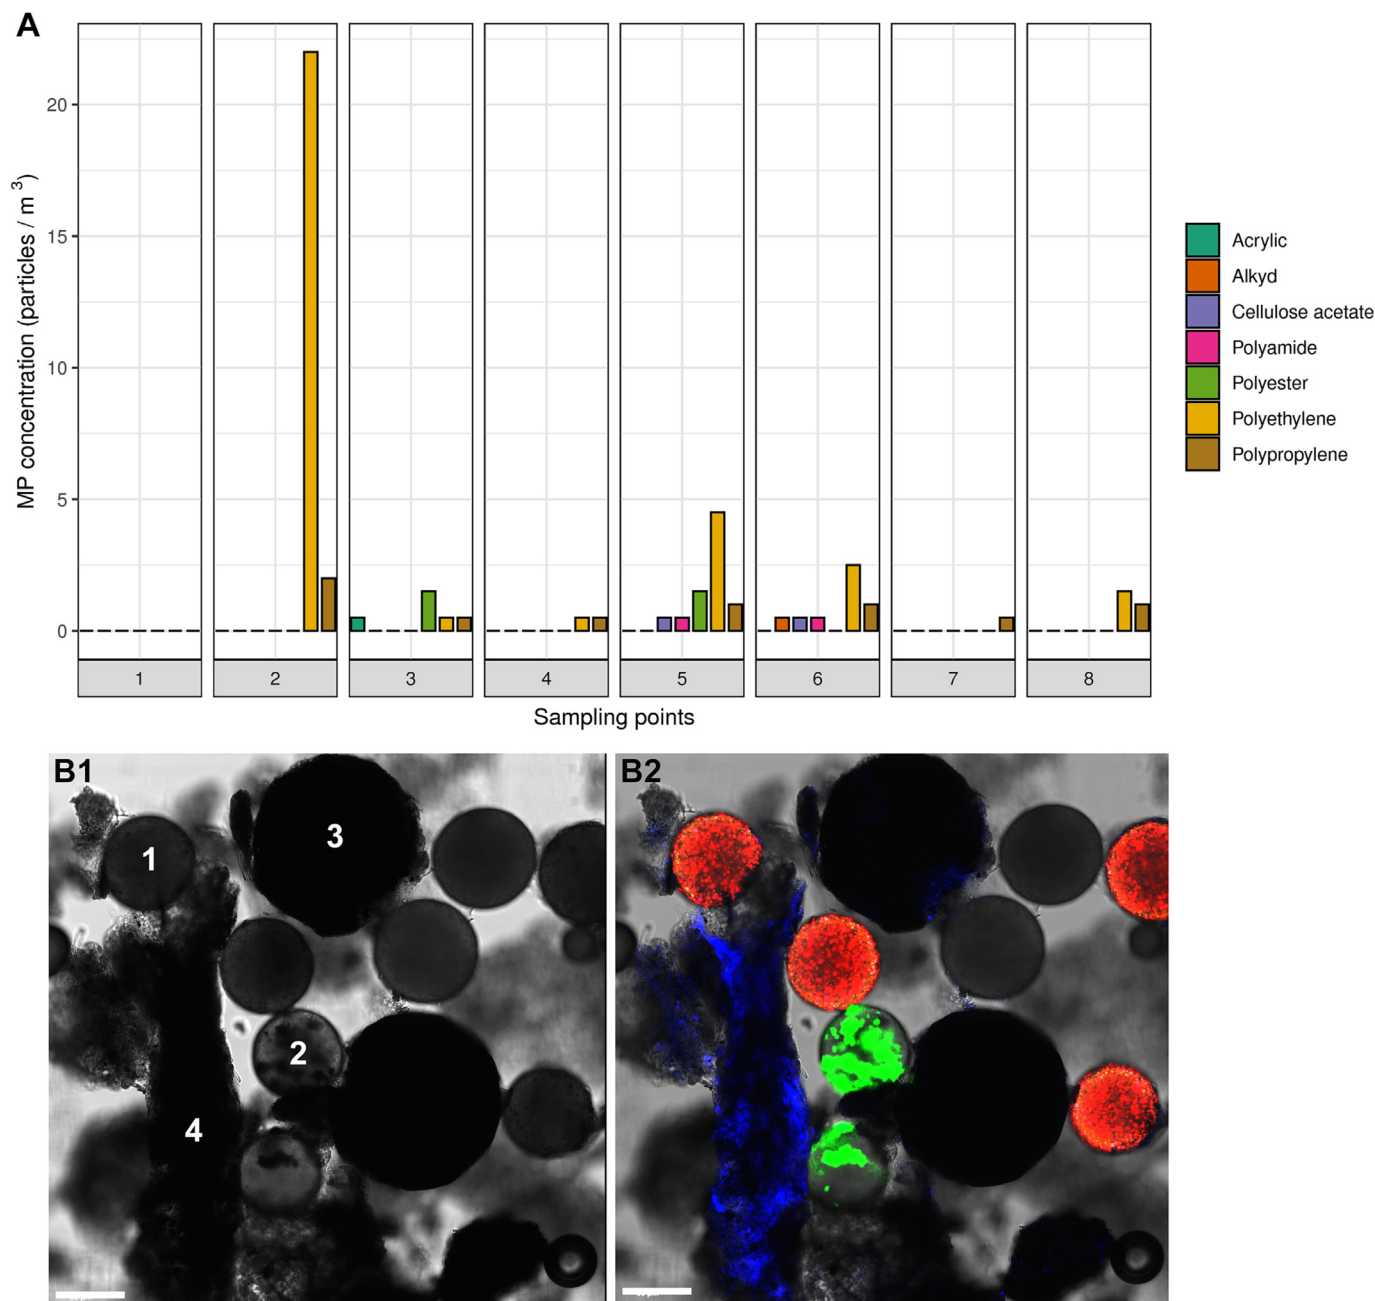 A
MP concentration (particles / m ³)
20
15
10
5
0
1 2 3 4 5 6 7 8
Sampling points
Acrylic
Alkyd
Cellulose acetate
Polyamide
Polyester
Polyethylene
Polypropylene
B1
1
3
2
4
B2